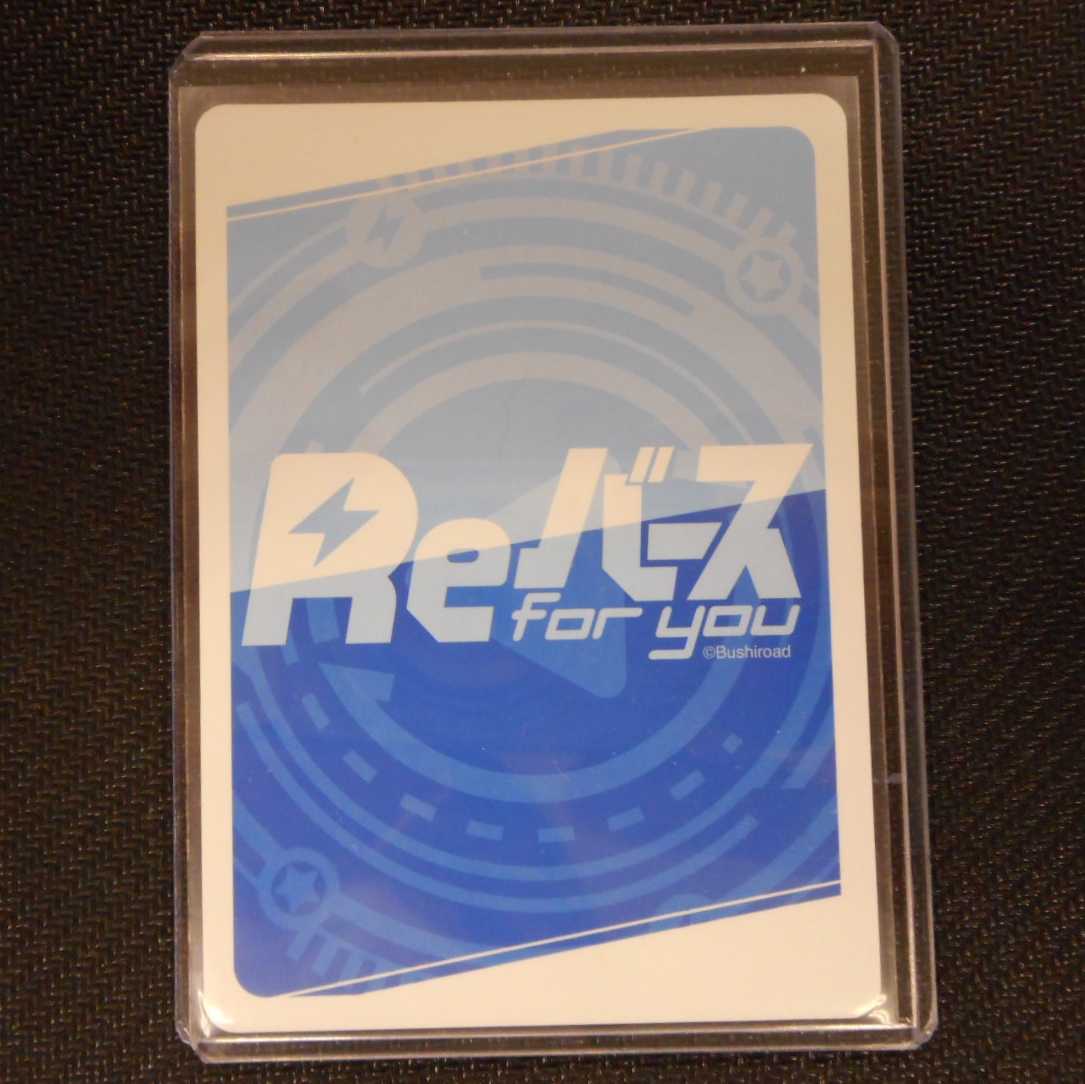 Reバース
for you
©Bushiroad